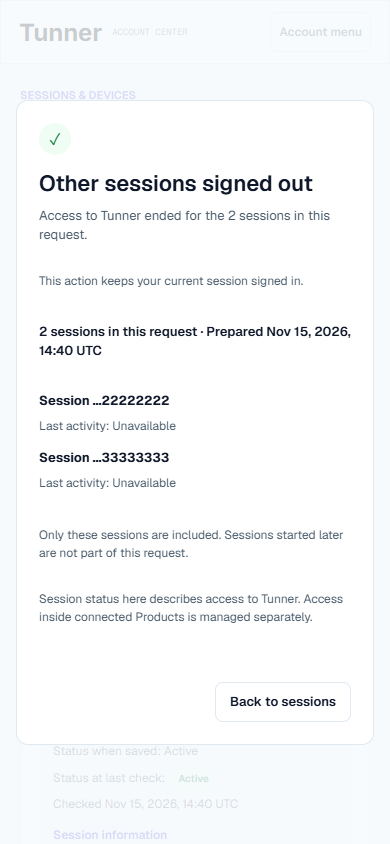 Tunner ACCOUNT CENTER Account menu
SESSIONS & DEVICES
Other sessions signed out
Access to Tunner ended for the 2 sessions in this
request.
This action keeps your current session signed in.
2 sessions in this request · Prepared Nov 15, 2026,
14:40 UTC
Session …22222222
Last activity: Unavailable
Session …33333333
Last activity: Unavailable
Only these sessions are included. Sessions started later
are not part of this request.
Session status here describes access to Tunner. Access
inside connected Products is managed separately.
Back to sessions
Status when saved: Active
Status at last check: Active
Checked Nov 15, 2026, 14:40 UTC
Session information